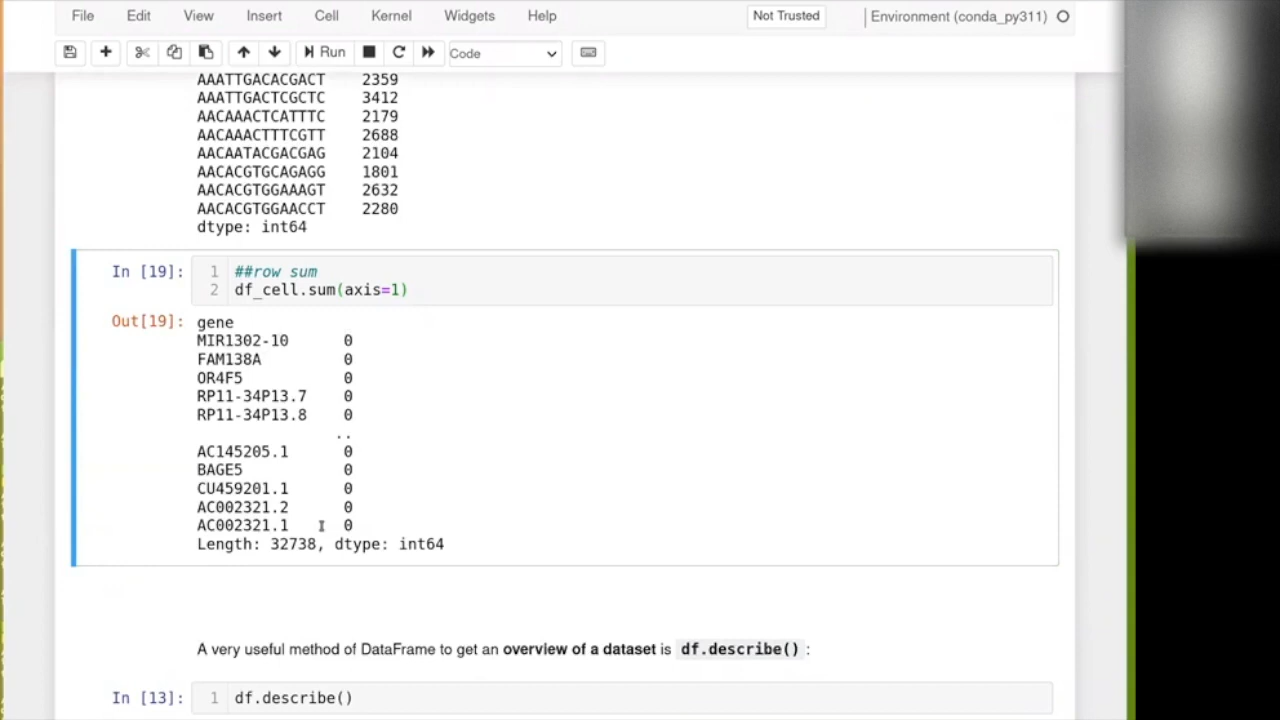 File Edit View Insert Cell Kernel Widgets Help Not Trusted Environment (conda_py311)
Run Code
AAATTGACACGACT 2359
AAATTGACTCGCTC 3412
AACAAACTCATTTC 2179
AACAAACTTTCGTT 2688
AACAATACGACGAG 2104
AACACGTGCAGAGG 1801
AACACGTGGAAAGT 2632
AACACGTGGAACCT 2280
dtype: int64
In [19]: 1 ##row sum
2 df_cell.sum(axis=1)
Out[19]: gene
MIR1302-10 0
FAM138A 0
OR4F5 0
RP11-34P13.7 0
RP11-34P13.8 0
..
AC145205.1 0
BAGE5 0
CU459201.1 0
AC002321.2 0
AC002321.1 0
Length: 32738, dtype: int64
A very useful method of DataFrame to get an overview of a dataset is df.describe() :
In [13]: 1 df.describe()